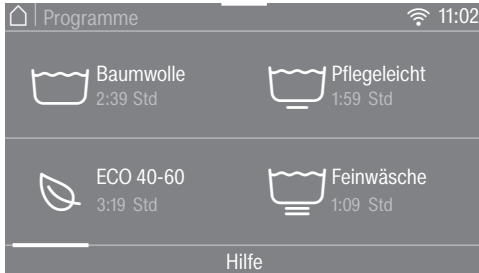 Programme
11:02
Baumwolle
2:39 Std
Pflegeleicht
1:59 Std
ECO 40-60
3:19 Std
Feinwäsche
1:09 Std
Hilfe